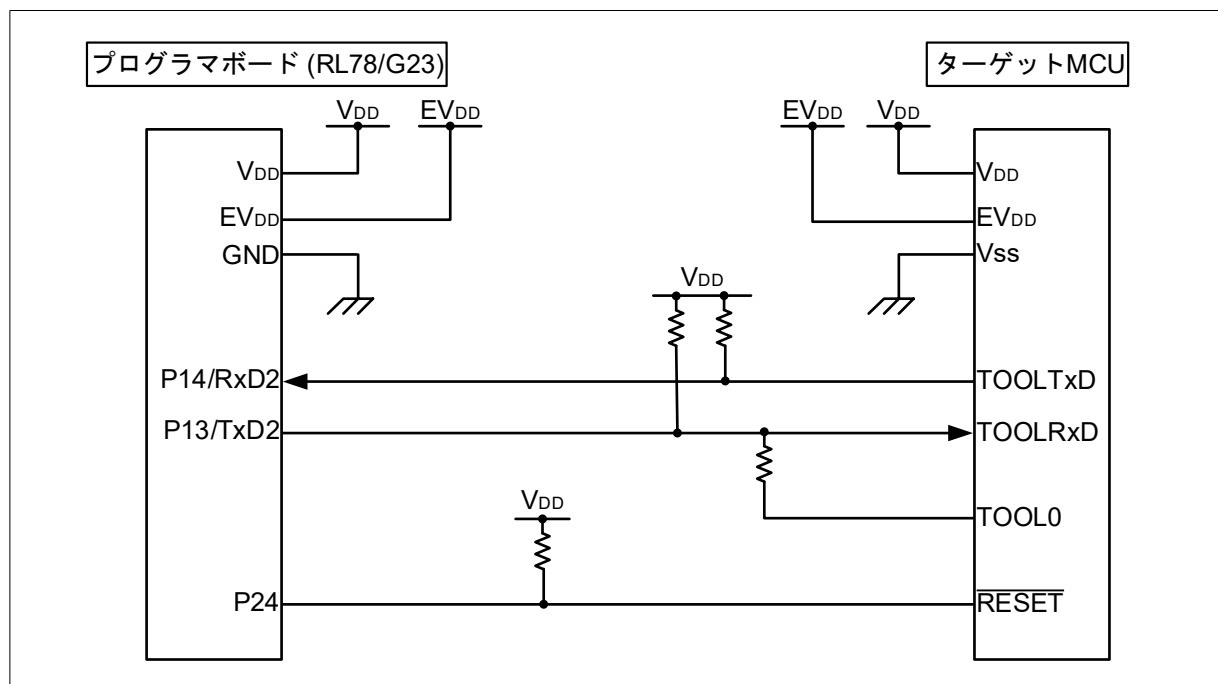 プログラマボード (RL78/G23)
ターゲットMCU
VDD
EVDD
EVDD
VDD
VDD
EVDD
GND
VDD
EVDD
Vss
VDD
P14/RxD2
TOOLTxD
P13/TxD2
TOOLRxD
VDD
TOOL0
P24
RESET